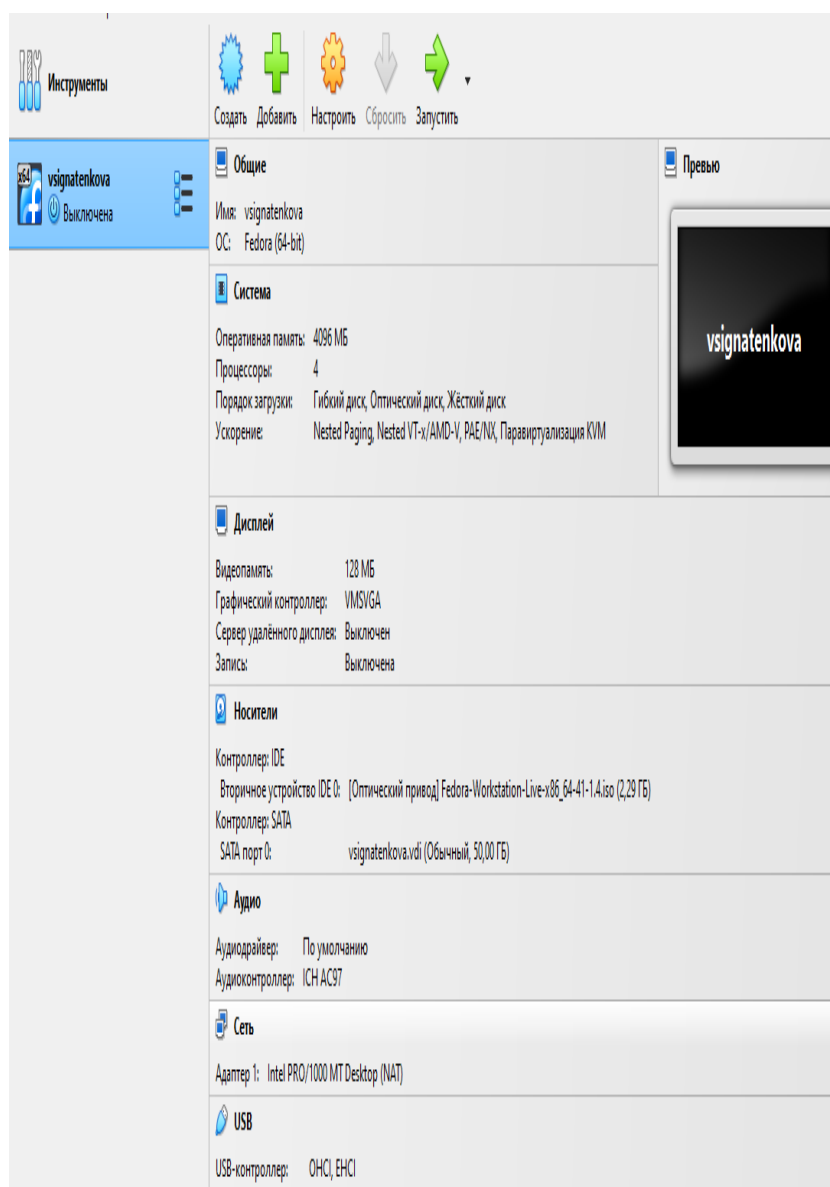 Инструменты
Создать Добавить Настроить Сбросить Запустить
x64
vsignatenkova
Выключена
Общие
Имя: vsignatenkova
ОС: Fedora (64-bit)
Превью
vsignatenkova
Система
Оперативная память: 4096 МБ
Процессоры: 4
Порядок загрузки: Гибкий диск, Оптический диск, Жёсткий диск
Ускорение: Nested Paging, Nested VT-x/AMD-V, PAE/NX, Паравиртуализация KVM
Дисплей
Видеопамять: 128 МБ
Графический контроллер: VMSVGA
Сервер удалённого дисплея: Выключен
Запись: Выключена
Носители
Контроллер: IDE
Вторичное устройство IDE 0: [Оптический привод] Fedora-Workstation-Live-x86_64-41-1.4.iso (2,29 ГБ)
Контроллер: SATA
SATA порт 0: vsignatenkova.vdi (Обычный, 50,00 ГБ)
Аудио
Аудиодрайвер: По умолчанию
Аудиоконтроллер: ICH AC97
Сеть
Адаптер 1: Intel PRO/1000 MT Desktop (NAT)
USB
USB-контроллер: OHCI, EHCI